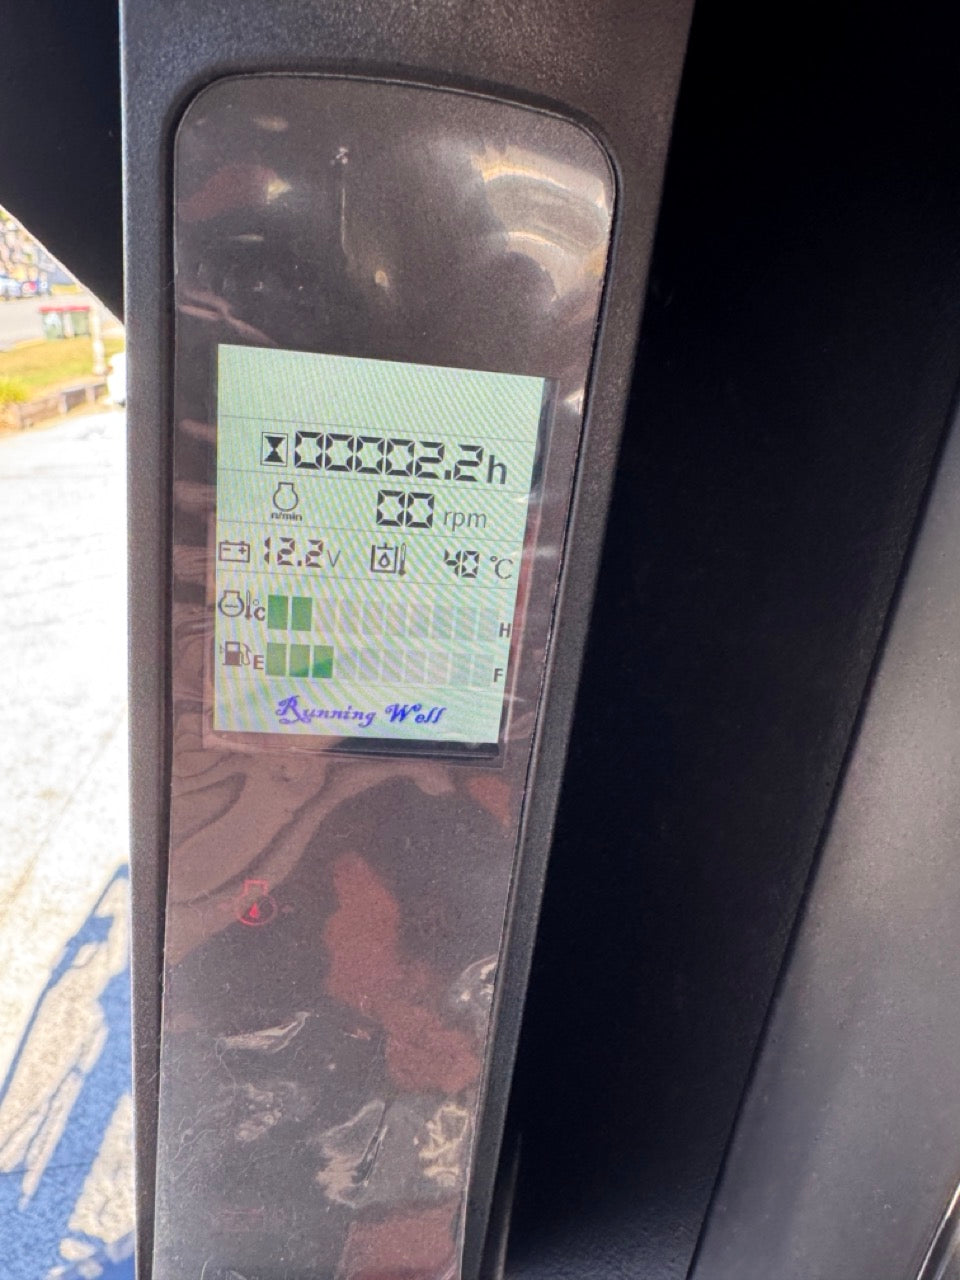 00002.2h
n/min 00 rpm
12.2V 40 °C
C H
E F
Running Well